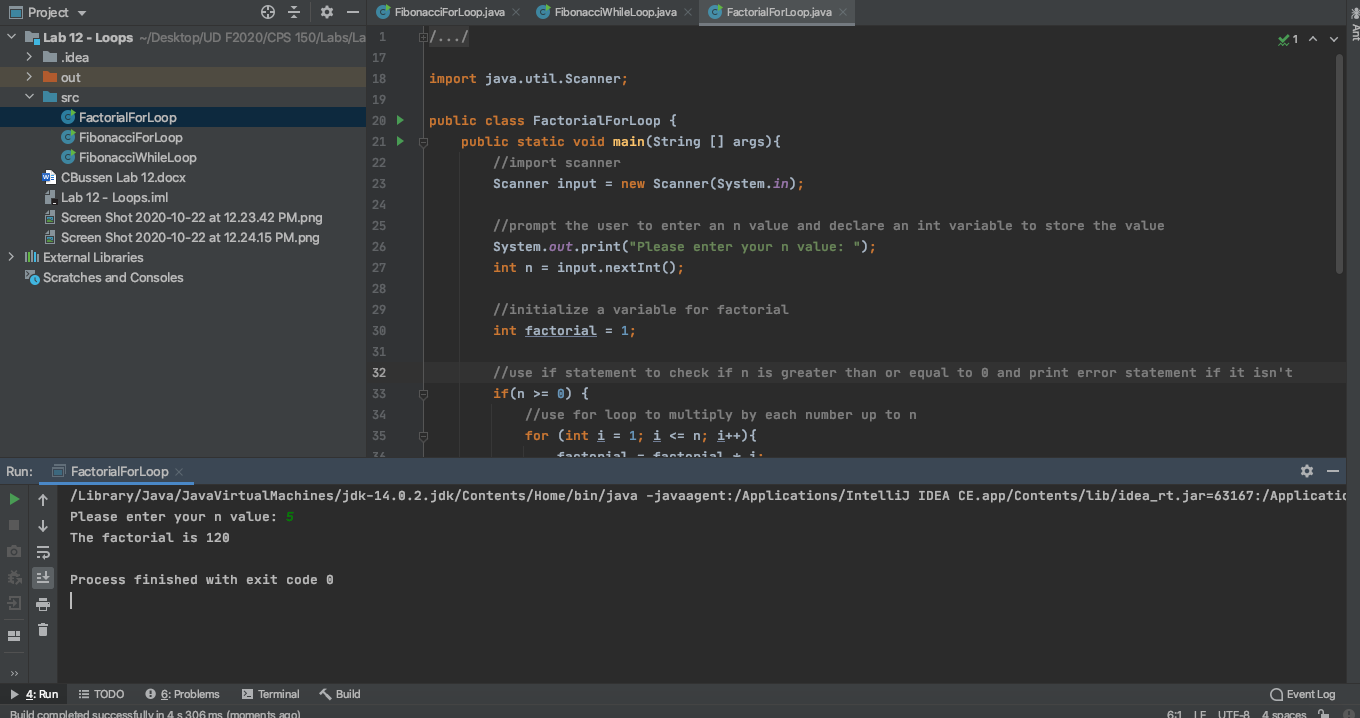 Project
FibonacciForLoop.java
FibonacciWhileLoop.java
FactorialForLoop.java
Lab 12 - Loops ~/Desktop/UD F2020/CPS 150/Labs/La
.idea
out
src
FactorialForLoop
FibonacciForLoop
FibonacciWhileLoop
CBussen Lab 12.docx
Lab 12 - Loops.iml
Screen Shot 2020-10-22 at 12.23.42 PM.png
Screen Shot 2020-10-22 at 12.24.15 PM.png
External Libraries
Scratches and Consoles
1 /.../
17
18 import java.util.Scanner;
19
20 public class FactorialForLoop {
21 public static void main(String [] args){
22 //import scanner
23 Scanner input = new Scanner(System.in);
24
25 //prompt the user to enter an n value and declare an int variable to store the value
26 System.out.print("Please enter your n value: ");
27 int n = input.nextInt();
28
29 //initialize a variable for factorial
30 int factorial = 1;
31
32 //use if statement to check if n is greater than or equal to 0 and print error statement if it isn't
33 if(n >= 0) {
34 //use for loop to multiply by each number up to n
35 for (int i = 1; i <= n; i++){
36 factorial = factorial * i;
1
Ant
Run: FactorialForLoop
/Library/Java/JavaVirtualMachines/jdk-14.0.2.jdk/Contents/Home/bin/java -javaagent:/Applications/IntelliJ IDEA CE.app/Contents/lib/idea_rt.jar=63167:/Applicatio
Please enter your n value: 5
The factorial is 120
Process finished with exit code 0
4: Run
TODO
6: Problems
Terminal
Build
Event Log
Build completed successfully in 4 s 306 ms (moments ago)
6:1 LF UTF-8 4 spaces